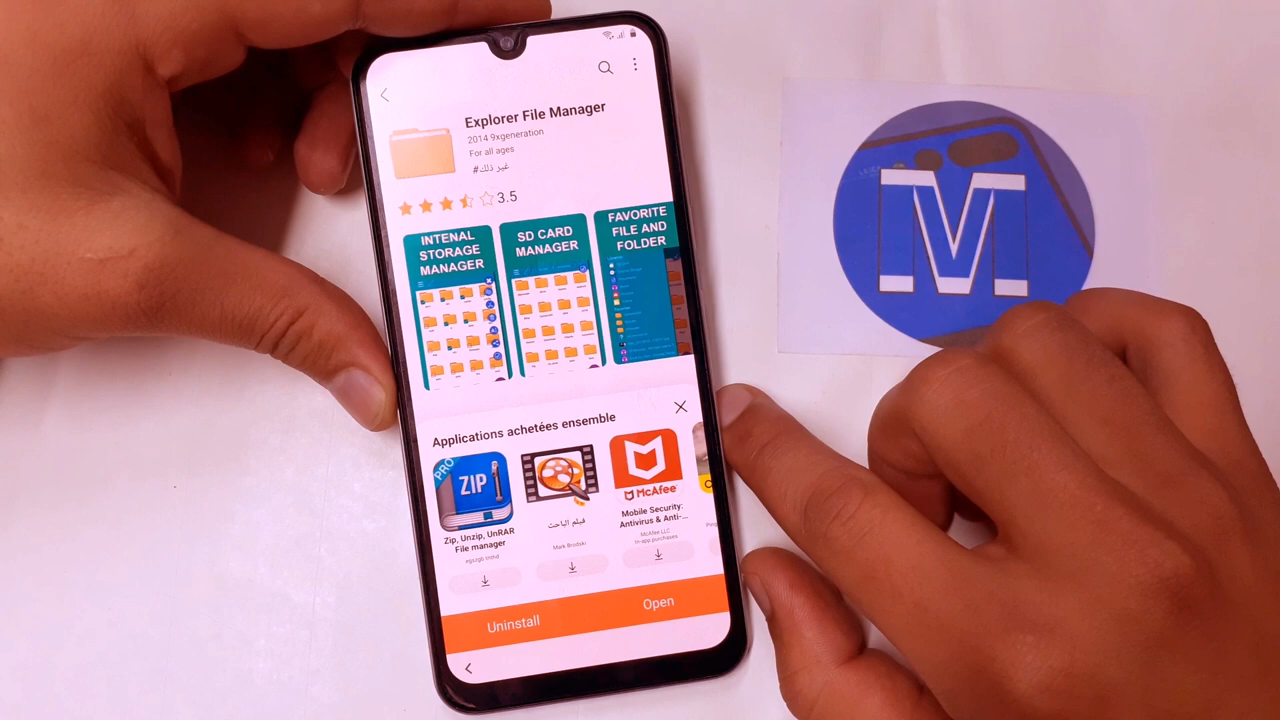 Explorer File Manager
2014 9xgeneration
For all ages
#غير ذلك
3.5
INTENAL
STORAGE
MANAGER
SD CARD
MANAGER
FAVORITE
FILE AND
FOLDER
Applications achetées ensemble
PRO
ZIP
Zip, Unzip, UnRAR
File manager
فيلم الباحث
Mark Brodski
McAfee
Mobile Security:
Antivirus & Anti-...
McAfee LLC
In-app purchases
Uninstall
Open
M